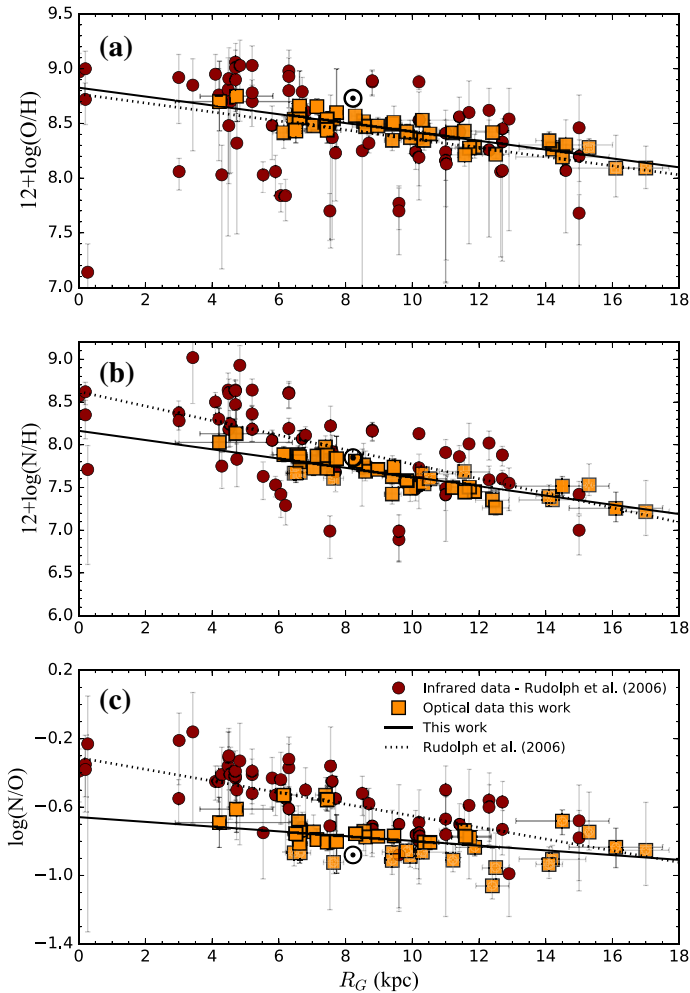 (a)
12+log(O/H)
9.5
9.0
8.5
8.0
7.5
7.0
0 2 4 6 8 10 12 14 16 18
(b)
12+log(N/H)
9.0
8.5
8.0
7.5
7.0
6.5
6.0
0 2 4 6 8 10 12 14 16 18
(c)
log(N/O)
0.2
−0.2
−0.6
−1.0
−1.4
Infrared data - Rudolph et al. (2006)
Optical data this work
This work
Rudolph et al. (2006)
0 2 4 6 8 10 12 14 16 18
R_G (kpc)